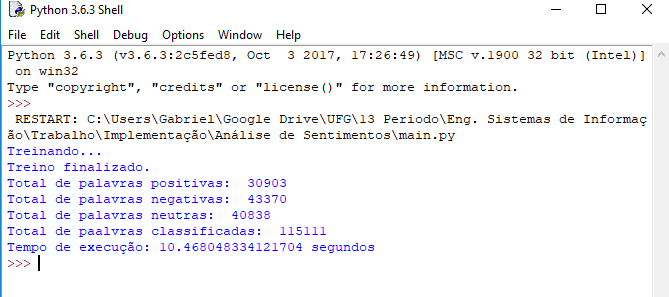 Python 3.6.3 Shell
File Edit Shell Debug Options Window Help
Python 3.6.3 (v3.6.3:2c5fed8, Oct  3 2017, 17:26:49) [MSC v.1900 32 bit (Intel)]
 on win32
Type "copyright", "credits" or "license()" for more information.
>>>
 RESTART: C:\Users\Gabriel\Google Drive\UFG\13 Periodo\Eng. Sistemas de Informaç
ão\Trabalho\Implementação\Análise de Sentimentos\main.py
Treinando...
Treino finalizado.
Total de palavras positivas:  30903
Total de palavras negativas:  43370
Total de palavras neutras:  40838
Total de paalvras classificadas:  115111
Tempo de execução: 10.468048334121704 segundos
>>>